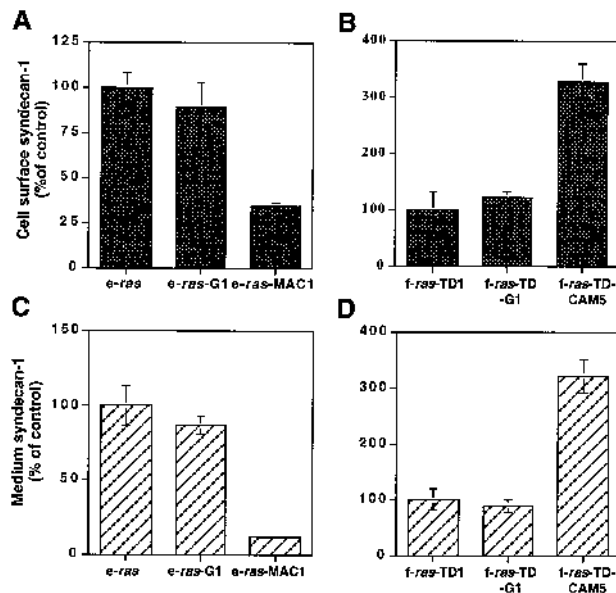 A
B
Cell surface syndecan-1
(%of control)
125
100
75
50
25
0
e-ras
e-ras-G1
e-ras-MAC1
400
300
200
100
0
f-ras-TD1
f-ras-TD
-G1
f-ras-TD-
CAM5
C
D
Medium syndecan-1
(% of control)
150
100
50
0
e-ras
e-ras-G1
e-ras-MAC1
400
300
200
100
0
f-ras-TD1
f-ras-TD
-G1
f-ras-TD-
CAM5